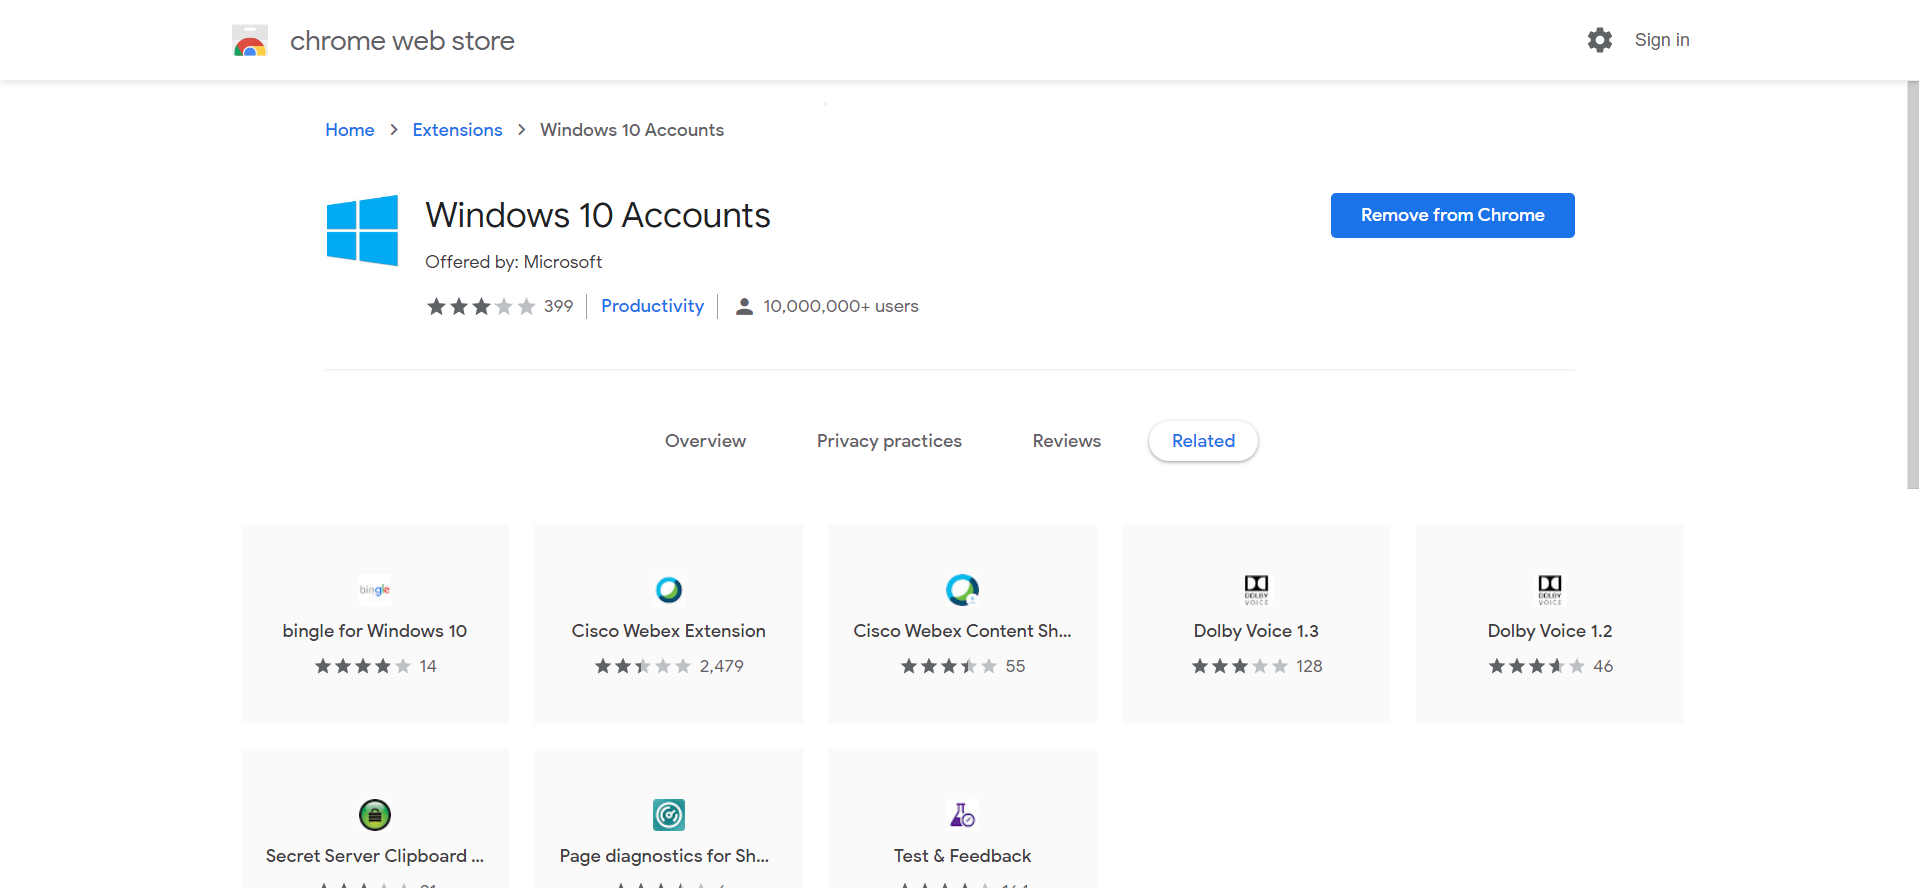 chrome web store
Sign in
Home > Extensions > Windows 10 Accounts
Windows 10 Accounts
Remove from Chrome
Offered by: Microsoft
399 Productivity 10,000,000+ users
Overview Privacy practices Reviews Related
bingle
bingle for Windows 10
14
Cisco Webex Extension
2,479
Cisco Webex Content Sh...
55
DOLBY
VOICE
Dolby Voice 1.3
128
DOLBY
VOICE
Dolby Voice 1.2
46
Secret Server Clipboard ...
Page diagnostics for Sh...
Test & Feedback